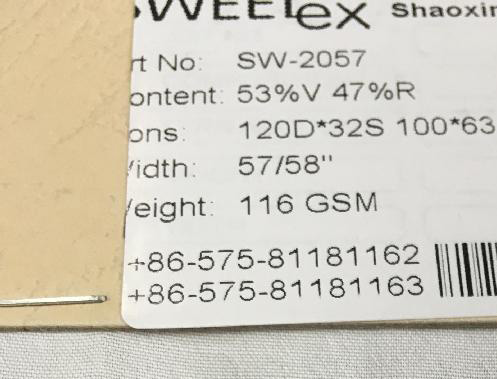 SWEETex Shaoxin
rt No: SW-2057
ontent: 53%V 47%R
ons: 120D*32S 100*63
idth: 57/58"
eight: 116 GSM
+86-575-81181162
+86-575-81181163